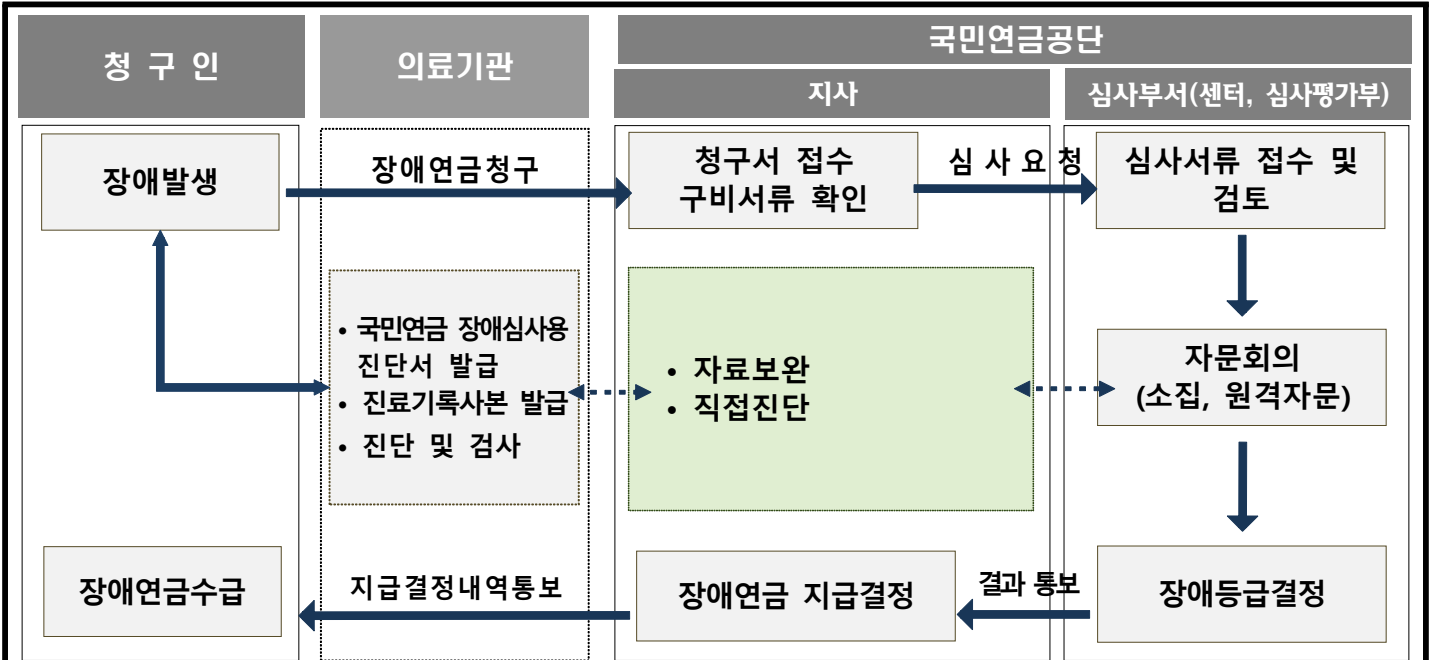 청 구 인
의료기관
국민연금공단
지사
심사부서(센터, 심사평가부)
장애발생
장애연금청구
청구서 접수
구비서류 확인
심 사 요 청
심사서류 접수 및
검토
• 국민연금 장애심사용
진단서 발급
• 진료기록사본 발급
• 진단 및 검사
• 자료보완
• 직접진단
자문회의
(소집, 원격자문)
장애연금수급
지급결정내역통보
장애연금 지급결정
결과 통보
장애등급결정